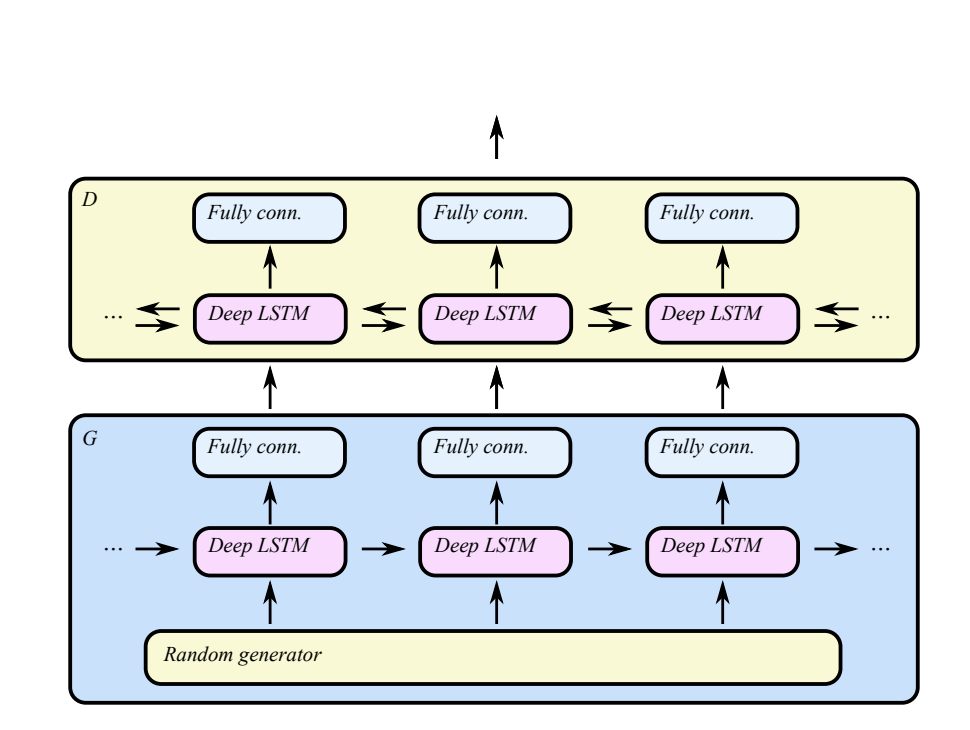 D
Fully conn. Fully conn. Fully conn.
... Deep LSTM Deep LSTM Deep LSTM ...
G
Fully conn. Fully conn. Fully conn.
... Deep LSTM Deep LSTM Deep LSTM ...
Random generator